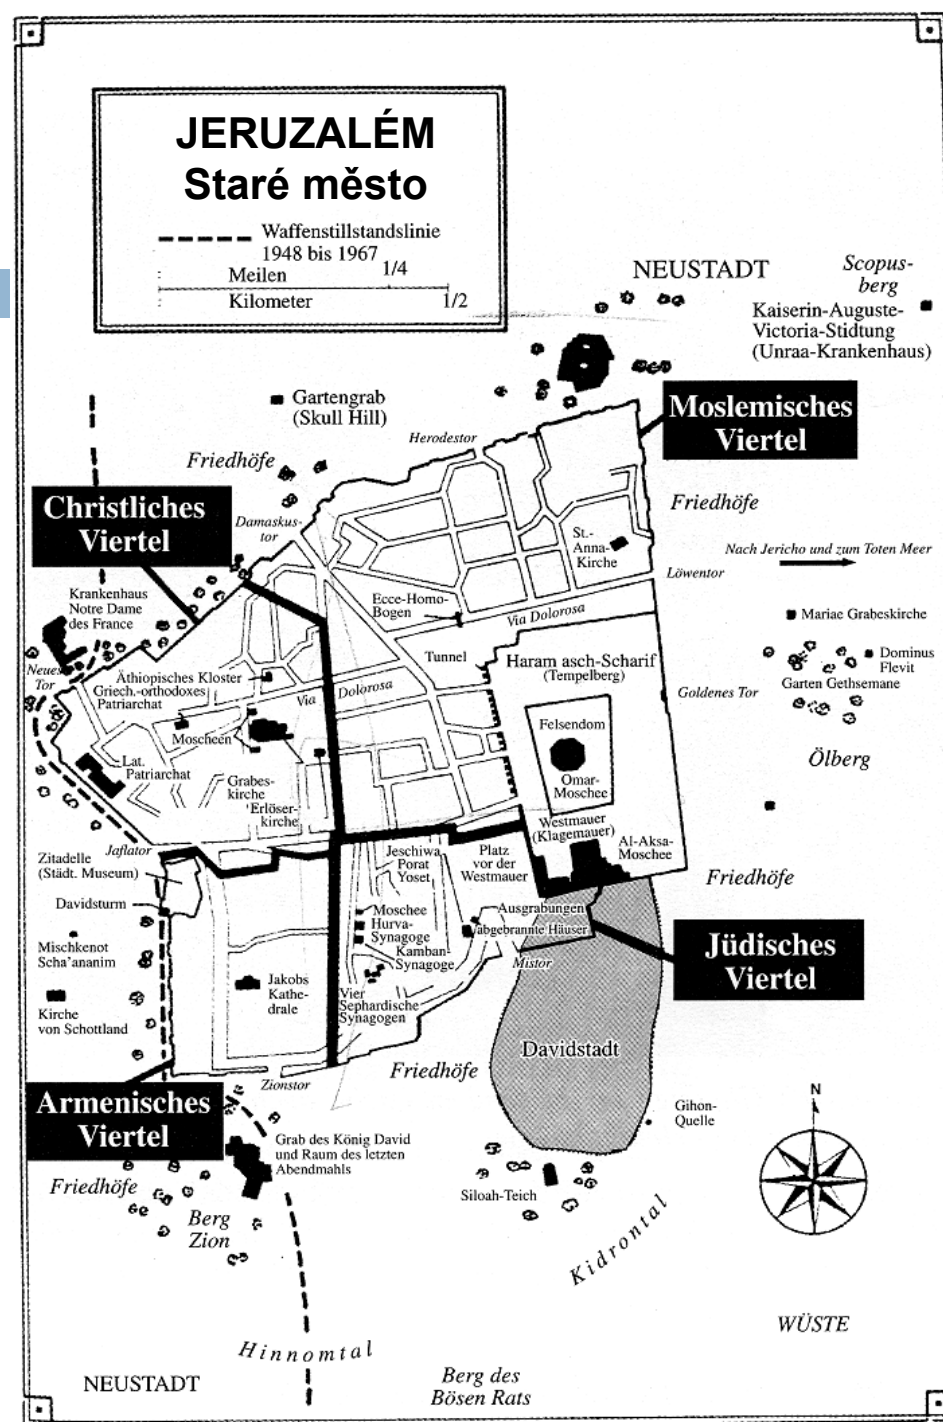 JERUZALÉM
Staré město
Waffenstillstandslinie
1948 bis 1967
Meilen 1/4
Kilometer 1/2
NEUSTADT
Scopus-
berg
Kaiserin-Auguste-
Victoria-Stidtung
(Unraa-Krankenhaus)
Gartengrab
(Skull Hill)
Moslemisches
Viertel
Herodestor
Friedhöfe
Christliches
Viertel
Damaskus-
tor
Friedhöfe
St.-
Anna-
Kirche
Nach Jericho und zum Toten Meer
Löwentor
Krankenhaus
Notre Dame
des France
Ecce-Homo-
Bogen
Via Dolorosa
Mariae Grabeskirche
Neues
Tor
Tunnel
Haram asch-Scharif
(Tempelberg)
Dominus
Flevit
Garten Gethsemane
Äthiopisches Kloster
Griech.-orthodoxes
Patriarchat
Via Dolorosa
Goldenes Tor
Moscheen
Felsendom
Ölberg
Lat.
Patriarchat
Grabes-
kirche
Erlöser-
kirche
Omar-
Moschee
Westmauer
(Klagemauer)
Al-Aksa-
Moschee
Jaflator
Zitadelle
(Städt. Museum)
Jeschiwa
Porat
Yoset
Platz
vor der
Westmauer
Friedhöfe
Davidsturm
Moschee
Hurva-
Synagoge
Kamban-
Synagoge
Ausgrabungen
abgebrannte Häuser
Jüdisches
Viertel
Mischkenot
Scha'ananim
Mistor
Jakobs
Kathe-
drale
Vier
Sephardische
Synagogen
Kirche
von Schottland
Davidstadt
Zionstor
Friedhöfe
Armenisches
Viertel
N
Gihon-
Quelle
Grab des König David
und Raum des letzten
Abendmahls
Friedhöfe
Siloah-Teich
Berg
Zion
Kidrontal
WÜSTE
Hinnomtal
NEUSTADT
Berg des
Bösen Rats